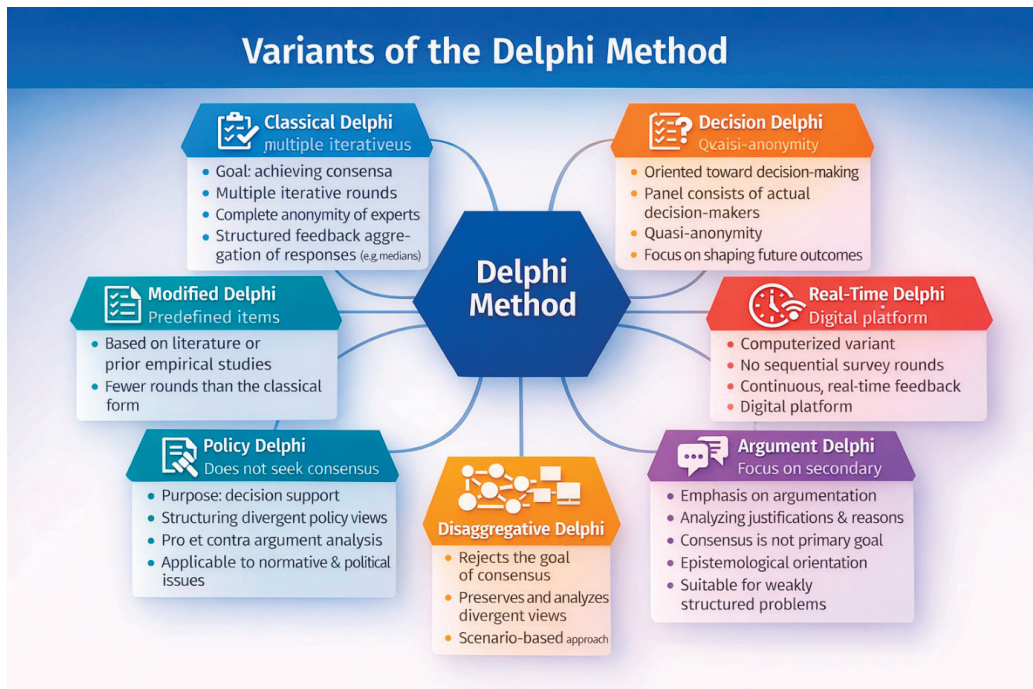 Variants of the Delphi Method
Classical Delphi
multiple iterativeus
Goal: achieving consensa
Multiple iterative rounds
Complete anonymity of experts
Structured feedback aggre-
gation of responses (e.g. medians)
Decision Delphi
Qvaisi-anonymity
Oriented toward decision-making
Panel consists of actual
decision-makers
Quasi-anonymity
Focus on shaping future outcomes
Delphi
Method
Modified Delphi
Predefined items
Based on literature or
prior empirical studies
Fewer rounds than the classical
form
Real-Time Delphi
Digital platform
Computerized variant
No sequential survey rounds
Continuous, real-time feedback
Digital platform
Policy Delphi
Does not seek consensus
Purpose: decision support
Structuring divergent policy views
Pro et contra argument analysis
Applicable to normative & political
issues
Disaggregative Delphi
Rejects the goal
of consensus
Preserves and analyzes
divergent views
Scenario-based approach
Argument Delphi
Focus on secondary
Emphasis on argumentation
Analyzing justifications & reasons
Consensus is not primary goal
Epistemological orientation
Suitable for weakly
structured problems